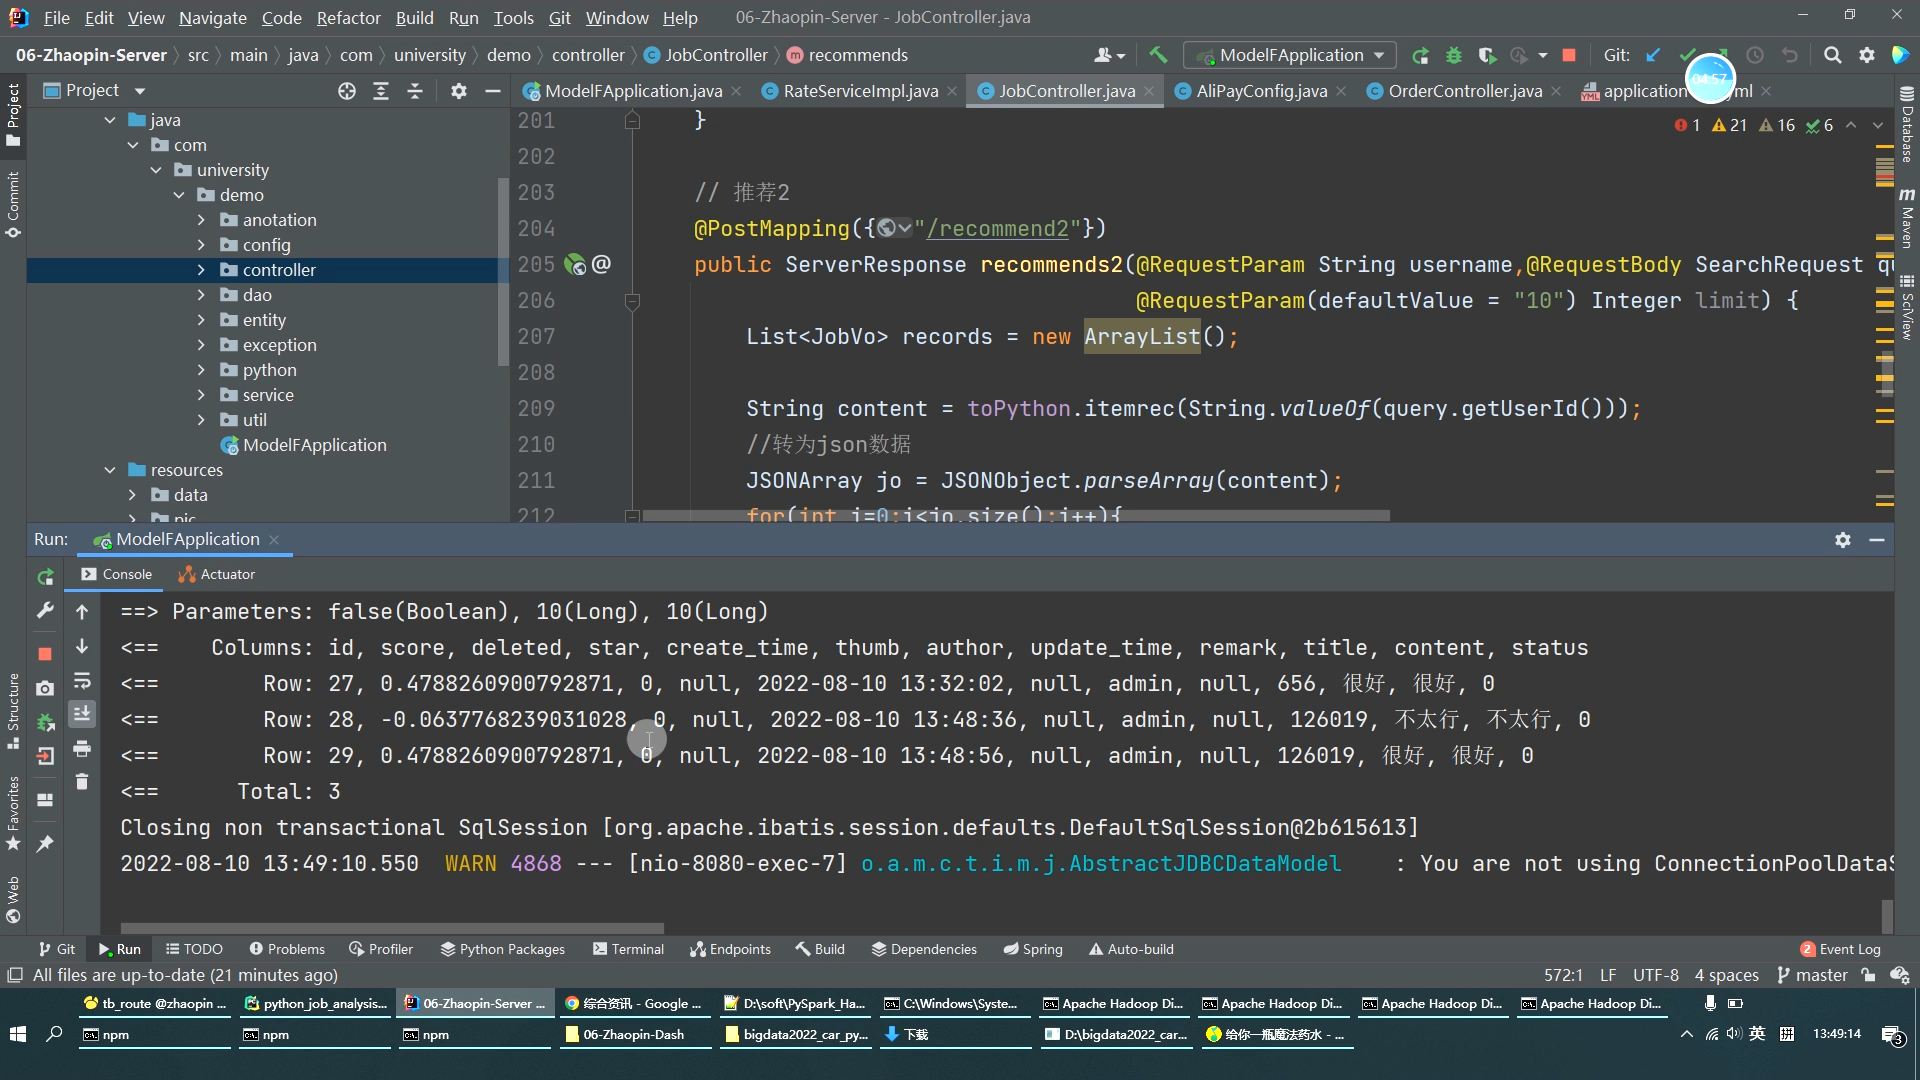 File Edit View Navigate Code Refactor Build Run Tools Git Window Help 06-Zhaopin-Server - JobController.java
06-Zhaopin-Server src main java com university demo controller JobController recommends ModelFApplication Git:
04:57
Project ModelFApplication.java RateServiceImpl.java JobController.java AliPayConfig.java OrderController.java application yml
1 21 16 6
Project
Commit
Structure
Favorites
Web
Database
Maven
SciView
java
com
university
demo
anotation
config
controller
dao
entity
exception
python
service
util
ModelFApplication
resources
data
pic
201 }
202
203 // 推荐2
204 @PostMapping({"/recommend2"})
205 public ServerResponse recommends2(@RequestParam String username,@RequestBody SearchRequest qu
206 @RequestParam(defaultValue = "10") Integer limit) {
207 List<JobVo> records = new ArrayList();
208
209 String content = toPython.itemrec(String.valueOf(query.getUserId()));
210 //转为json数据
211 JSONArray jo = JSONObject.parseArray(content);
212 for(int i=0;i<jo.size();i++){
Run: ModelFApplication
Console Actuator
==> Parameters: false(Boolean), 10(Long), 10(Long)
<== Columns: id, score, deleted, star, create_time, thumb, author, update_time, remark, title, content, status
<== Row: 27, 0.4788260900792871, 0, null, 2022-08-10 13:32:02, null, admin, null, 656, 很好, 很好, 0
<== Row: 28, -0.0637768239031028, 0, null, 2022-08-10 13:48:36, null, admin, null, 126019, 不太行, 不太行, 0
<== Row: 29, 0.4788260900792871, 0, null, 2022-08-10 13:48:56, null, admin, null, 126019, 很好, 很好, 0
<== Total: 3
Closing non transactional SqlSession [org.apache.ibatis.session.defaults.DefaultSqlSession@2b615613]
2022-08-10 13:49:10.550 WARN 4868 --- [nio-8080-exec-7] o.a.m.c.t.i.m.j.AbstractJDBCDataModel : You are not using ConnectionPoolDataS
Git Run TODO Problems Profiler Python Packages Terminal Endpoints Build Dependencies Spring Auto-build 2 Event Log
All files are up-to-date (21 minutes ago) 572:1 LF UTF-8 4 spaces master
tb_route @zhaopin ... python_job_analysis... 06-Zhaopin-Server ... 综合资讯 - Google ... D:\soft\PySpark_Ha... C:\Windows\Syste... Apache Hadoop Di... Apache Hadoop Di... Apache Hadoop Di... Apache Hadoop Di...
npm npm npm 06-Zhaopin-Dash bigdata2022_car_py... 下载 D:\bigdata2022_car... 给你一瓶魔法药水 - ... 英 拼 13:49:14 3